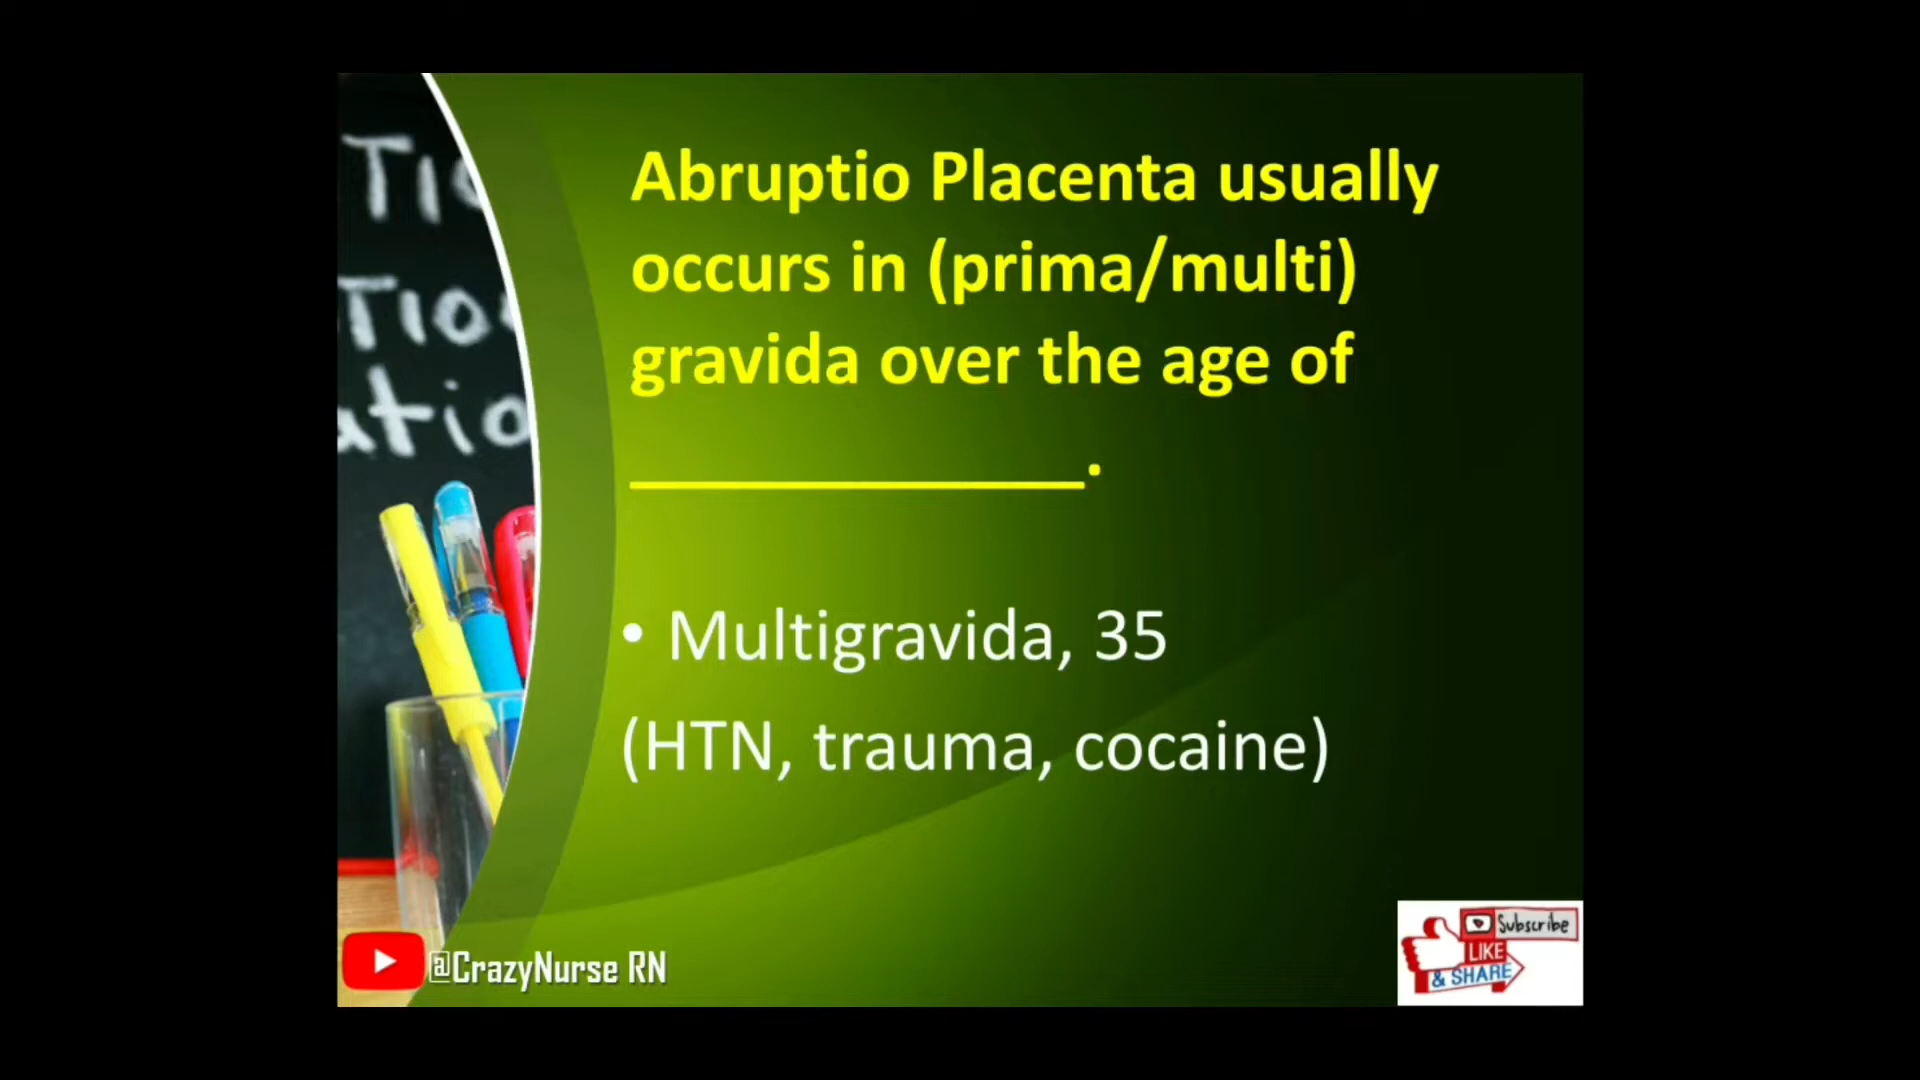 Abruptio Placenta usually
occurs in (prima/multi)
gravida over the age of
______________.
• Multigravida, 35
(HTN, trauma, cocaine)
@CrazyNurse RN
Subscribe
LIKE
& SHARE